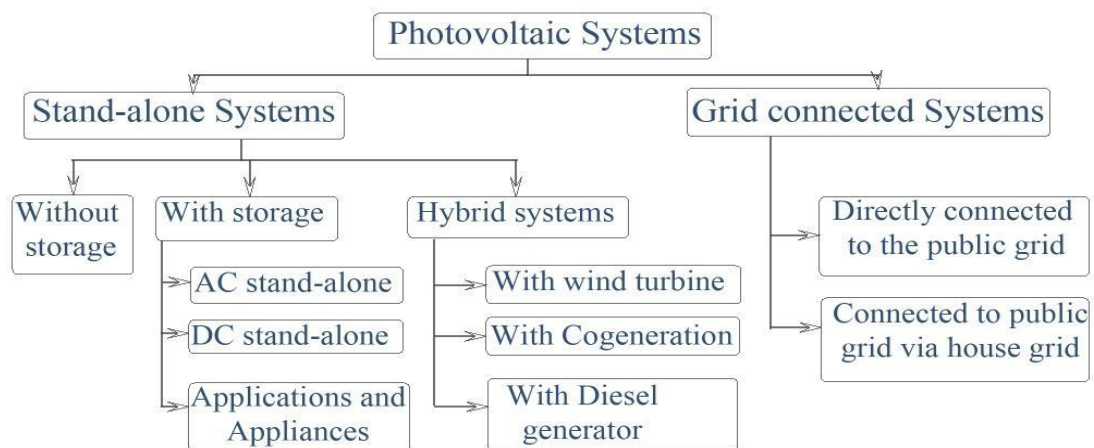 Photovoltaic Systems
Stand-alone Systems
Grid connected Systems
Without
storage
With storage
Hybrid systems
AC stand-alone
DC stand-alone
Applications and
Appliances
With wind turbine
With Cogeneration
With Diesel
generator
Directly connected
to the public grid
Connected to public
grid via house grid